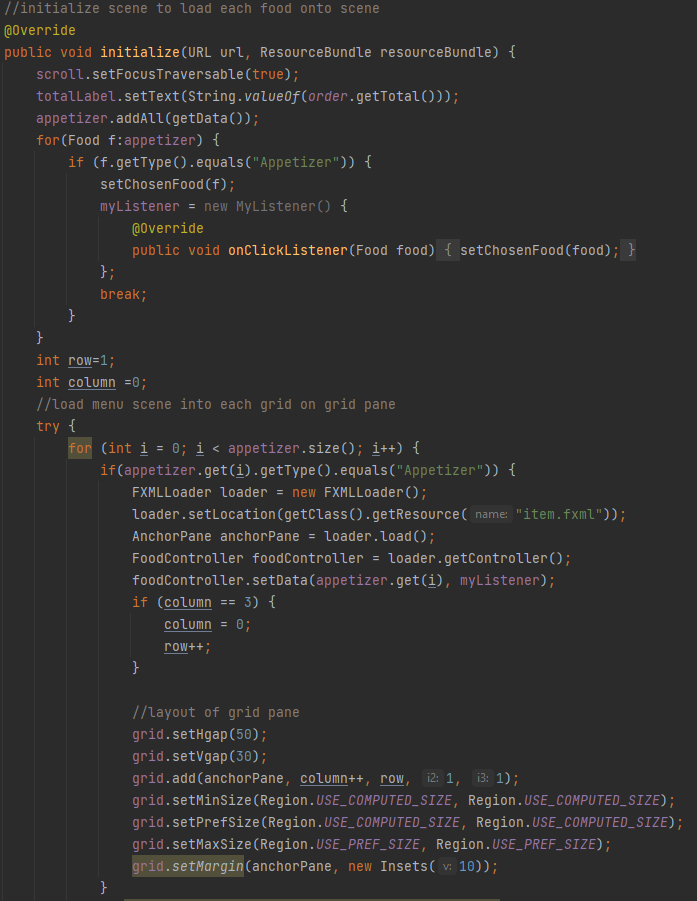 //initialize scene to load each food onto scene
@Override
public void initialize(URL url, ResourceBundle resourceBundle) {
    scroll.setFocusTraversable(true);
    totalLabel.setText(String.valueOf(order.getTotal()));
    appetizer.addAll(getData());
    for(Food f:appetizer) {
        if (f.getType().equals("Appetizer")) {
            setChosenFood(f);
            myListener = new MyListener() {
                @Override
                public void onClickListener(Food food) { setChosenFood(food); }
            };
            break;
        }
    }
    int row=1;
    int column =0;
    //load menu scene into each grid on grid pane
    try {
        for (int i = 0; i < appetizer.size(); i++) {
            if(appetizer.get(i).getType().equals("Appetizer")) {
                FXMLLoader loader = new FXMLLoader();
                loader.setLocation(getClass().getResource( name: "item.fxml"));
                AnchorPane anchorPane = loader.load();
                FoodController foodController = loader.getController();
                foodController.setData(appetizer.get(i), myListener);
                if (column == 3) {
                    column = 0;
                    row++;
                }
                //layout of grid pane
                grid.setHgap(50);
                grid.setVgap(30);
                grid.add(anchorPane, column++, row, i2: 1, i3: 1);
                grid.setMinSize(Region.USE_COMPUTED_SIZE, Region.USE_COMPUTED_SIZE);
                grid.setPrefSize(Region.USE_COMPUTED_SIZE, Region.USE_COMPUTED_SIZE);
                grid.setMaxSize(Region.USE_PREF_SIZE, Region.USE_PREF_SIZE);
                grid.setMargin(anchorPane, new Insets( v: 10));
            }